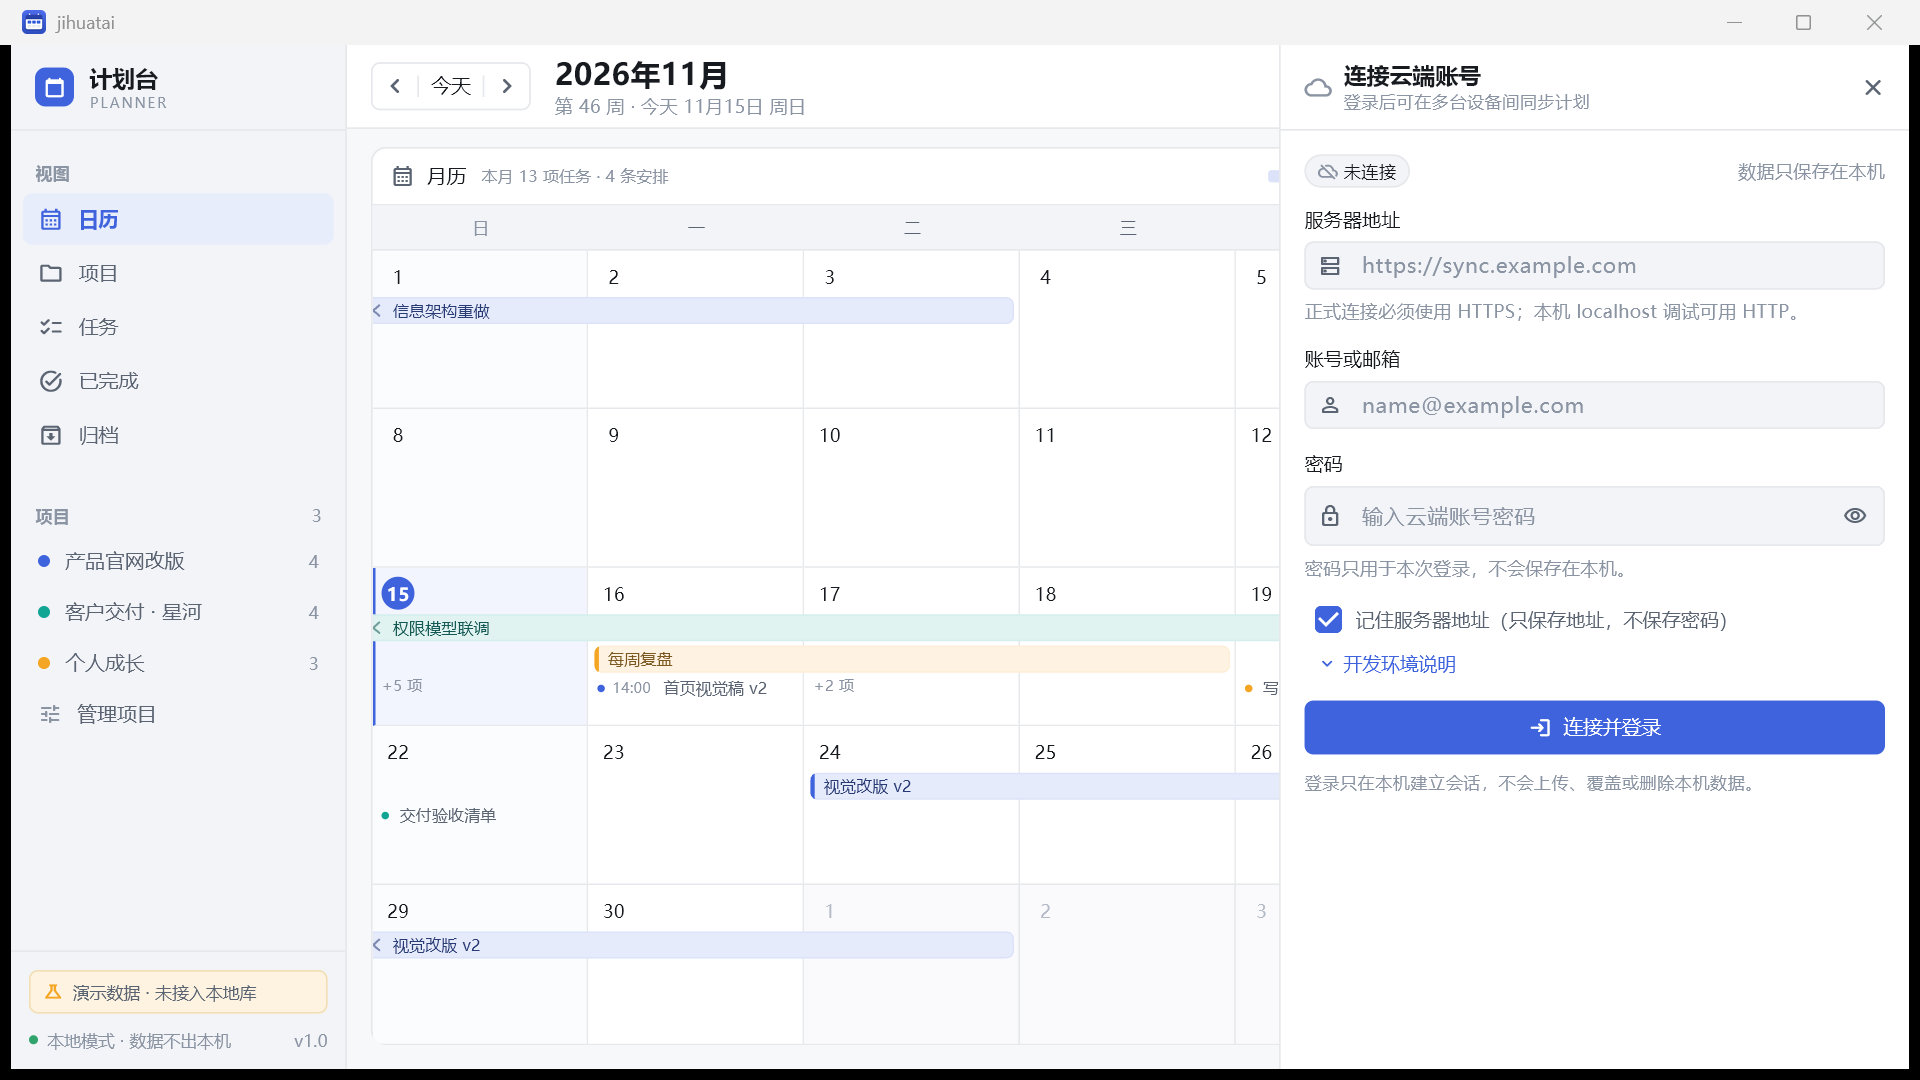 jihuatai
计划台
PLANNER
视图
日历
项目
任务
已完成
归档
项目 3
产品官网改版 4
客户交付 · 星河 4
个人成长 3
管理项目
演示数据 · 未接入本地库
本地模式 · 数据不出本机 v1.0
今天
2026年11月
第 46 周 · 今天 11月15日 周日
月历 本月 13 项任务 · 4 条安排
日 一 二 三
1 2 3 4 5
信息架构重做
8 9 10 11 12
15 16 17 18 19
权限模型联调
每周复盘
+5 项 14:00 首页视觉稿 v2 +2 项 写
22 23 24 25 26
视觉改版 v2
交付验收清单
29 30 1 2 3
视觉改版 v2
连接云端账号
登录后可在多台设备间同步计划
未连接 数据只保存在本机
服务器地址
https://sync.example.com
正式连接必须使用 HTTPS；本机 localhost 调试可用 HTTP。
账号或邮箱
name@example.com
密码
输入云端账号密码
密码只用于本次登录，不会保存在本机。
记住服务器地址（只保存地址，不保存密码）
开发环境说明
连接并登录
登录只在本机建立会话，不会上传、覆盖或删除本机数据。